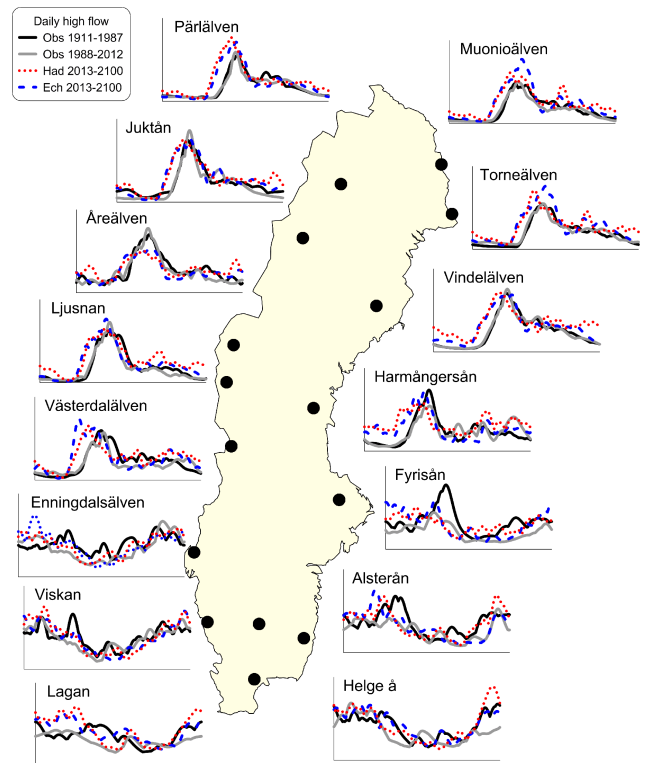 Daily high flow
Obs 1911-1987
Obs 1988-2012
Had 2013-2100
Ech 2013-2100
Pärlälven
Muonioälven
Juktån
Torneälven
Åreälven
Vindelälven
Ljusnan
Harmångersån
Västerdalälven
Fyrisån
Enningdalsälven
Alsterån
Viskan
Helge å
Lagan